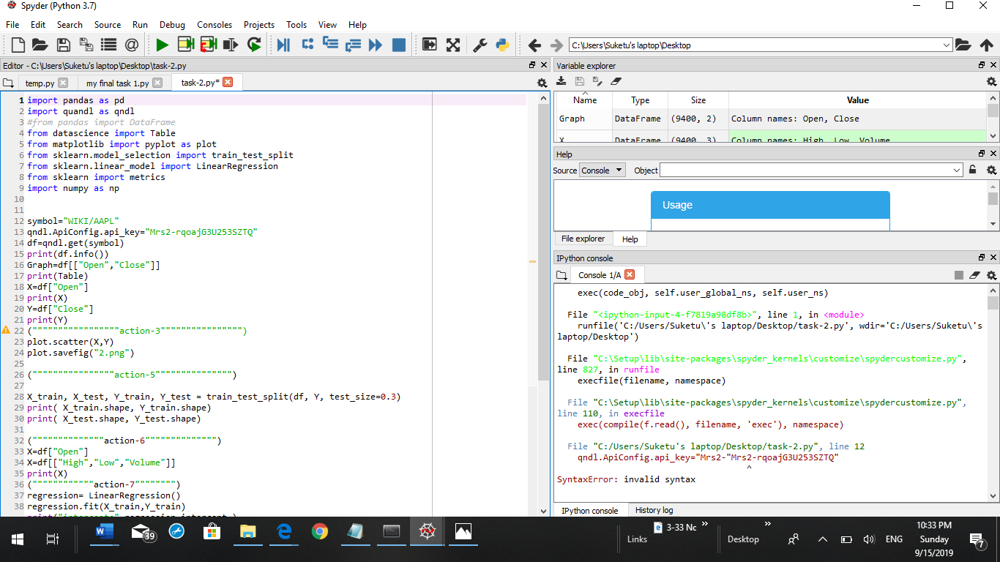 Spyder (Python 3.7)
File Edit Search Source Run Debug Consoles Projects Tools View Help
C:\Users\Suketu's laptop\Desktop
Editor - C:\Users\Suketu's laptop\Desktop\task-2.py
temp.py my final task 1.py task-2.py*
1 import pandas as pd
2 import quandl as qndl
3 #from pandas import DataFrame
4 from datascience import Table
5 from matplotlib import pyplot as plot
6 from sklearn.model_selection import train_test_split
7 from sklearn.linear_model import LinearRegression
8 from sklearn import metrics
9 import numpy as np
10
11
12 symbol="WIKI/AAPL"
13 qndl.ApiConfig.api_key="Mrs2-rqoajG3U253SZTQ"
14 df=qndl.get(symbol)
15 print(df.info())
16 Graph=df[["Open","Close"]]
17 print(Table)
18 X=df["Open"]
19 print(X)
20 Y=df["Close"]
21 print(Y)
22 (""""""""""""""""""action-3"""""""""""""""""")
23 plot.scatter(X,Y)
24 plot.savefig("2.png")
25
26 (""""""""""""""""action-5""""""""""""""""")
27
28 X_train, X_test, Y_train, Y_test = train_test_split(df, Y, test_size=0.3)
29 print( X_train.shape, Y_train.shape)
30 print( X_test.shape, Y_test.shape)
31
32 (""""""""""""""action-6"""""""""""""")
33 X=df["Open"]
34 X=df[["High","Low","Volume"]]
35 print(X)
36 (""""""""""""action-7"""""""")
37 regression= LinearRegression()
38 regression.fit(X_train,Y_train)
Variable explorer
Name Type Size Value
Graph DataFrame (9400, 2) Column names: Open, Close
X DataFrame (9400, 3) Column names: High, Low, Volume
Help
Source Console Object
Usage
File explorer Help
IPython console
Console 1/A
exec(code_obj, self.user_global_ns, self.user_ns)
File "<ipython-input-4-f7819a98df8b>", line 1, in <module>
runfile('C:/Users/Suketu\'s laptop/Desktop/task-2.py', wdir='C:/Users/Suketu\'s
laptop/Desktop')
File "C:\Setup\lib\site-packages\spyder_kernels\customize\spydercustomize.py",
line 827, in runfile
execfile(filename, namespace)
File "C:\Setup\lib\site-packages\spyder_kernels\customize\spydercustomize.py",
line 110, in execfile
exec(compile(f.read(), filename, 'exec'), namespace)
File "C:/Users/Suketu's laptop/Desktop/task-2.py", line 12
qndl.ApiConfig.api_key="Mrs2-"Mrs2-rqoajG3U253SZTQ"
^
SyntaxError: invalid syntax
IPython console History log
39
Links
3-33 Nc »
Desktop
»
ENG
10:33 PM
Sunday
9/15/2019
7